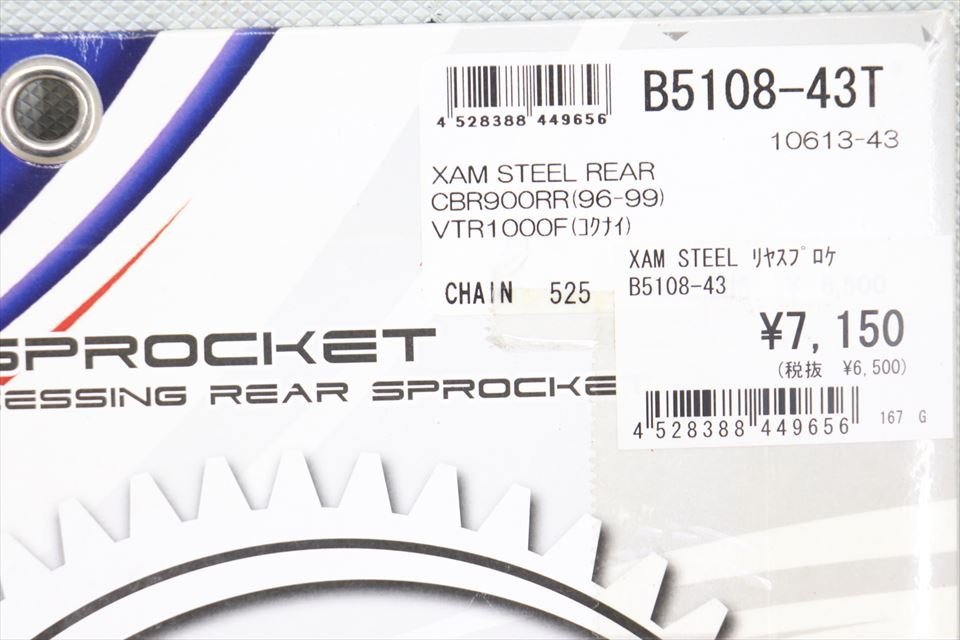 4 528388 449656
B5108-43T
10613-43
XAM STEEL REAR
CBR900RR(96-99)
VTR1000F(ｺｸﾅｲ)
CHAIN 525
XAM STEEL ﾘﾔｽﾌﾟﾛｹ
B5108-43
¥7,150
(税抜 ¥6,500)
4 528388 449656
167 G
SPROCKET
ESSING REAR SPROCKE